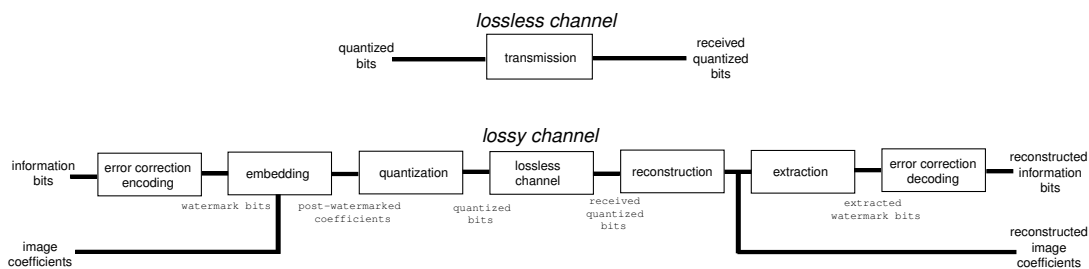 lossless channel
quantized
bits
transmission
received
quantized
bits
lossy channel
information
bits
error correction
encoding
embedding
quantization
lossless
channel
reconstruction
extraction
error correction
decoding
reconstructed
information
bits
watermark bits
post-watermarked
coefficients
quantized
bits
received
quantized
bits
extracted
watermark bits
image
coefficients
reconstructed
image
coefficients